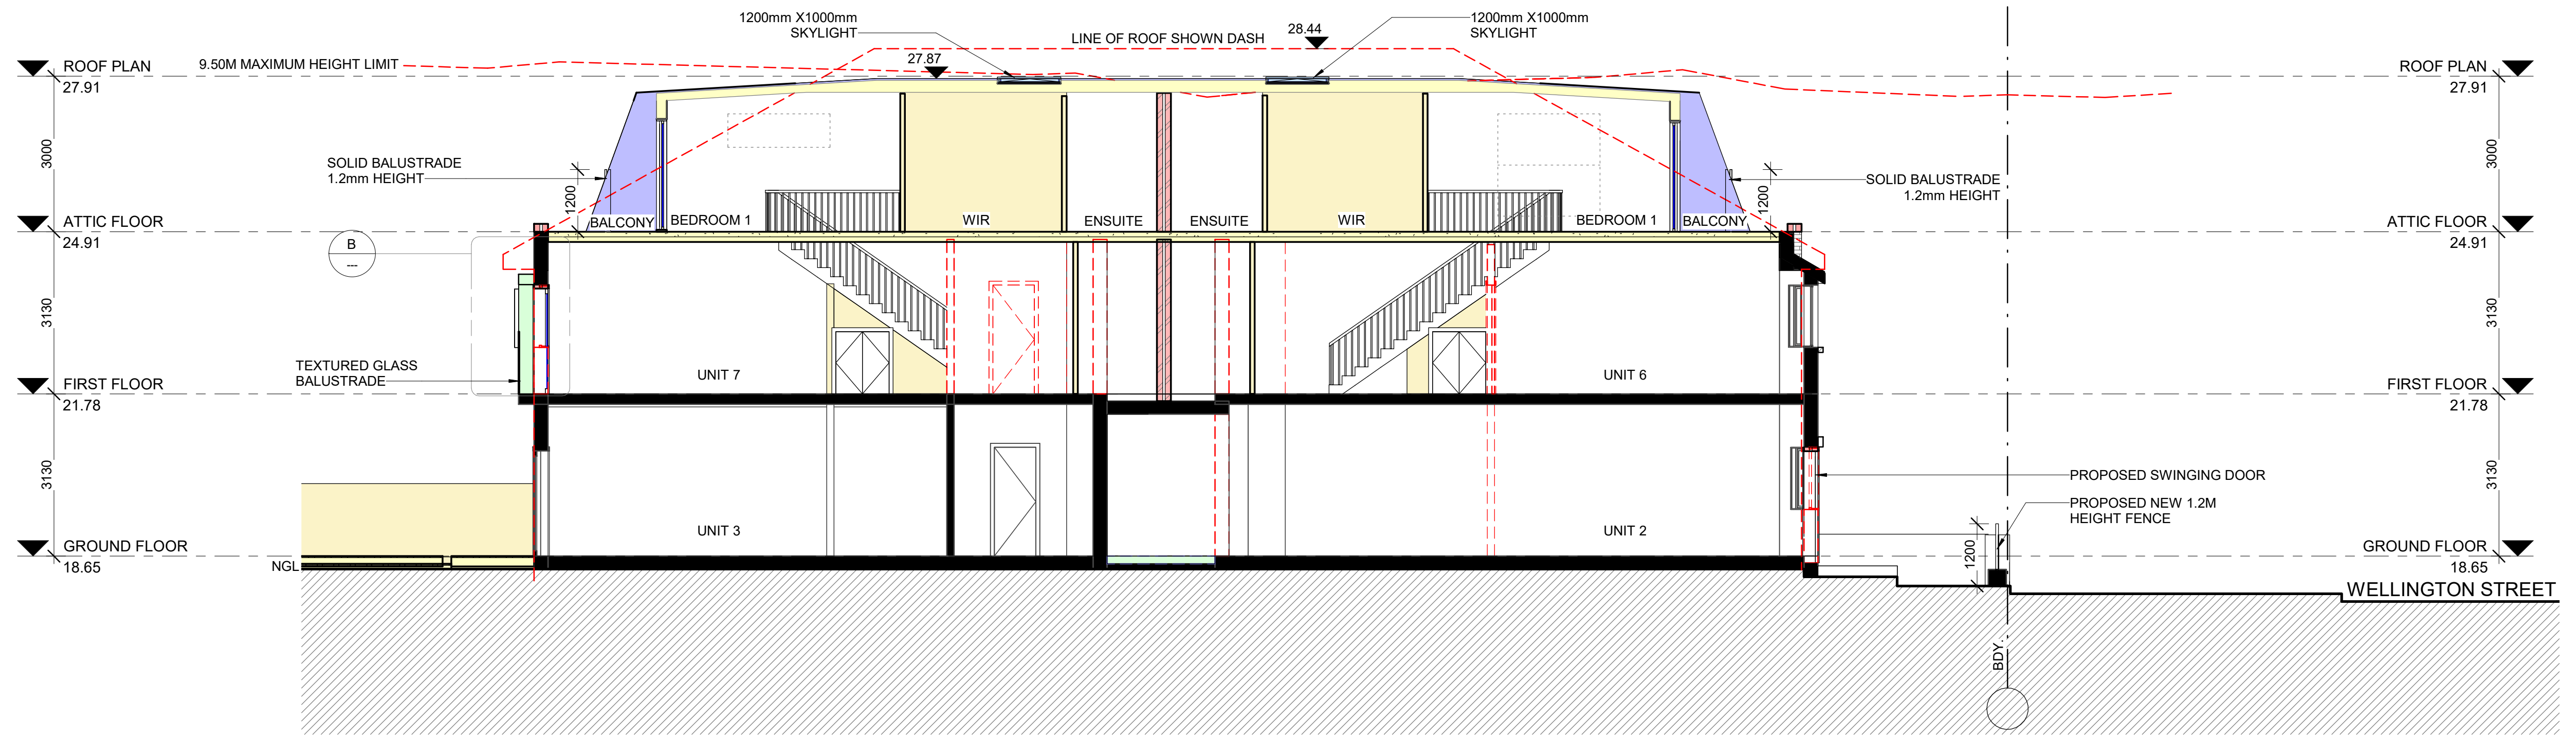 1200mm X1000mm
SKYLIGHT
1200mm X1000mm
SKYLIGHT
LINE OF ROOF SHOWN DASH
28.44
27.87
9.50M MAXIMUM HEIGHT LIMIT
ROOF PLAN
27.91
ROOF PLAN
27.91
3000
3000
SOLID BALUSTRADE
1.2mm HEIGHT
1200
SOLID BALUSTRADE
1.2mm HEIGHT
1200
BALCONY
BEDROOM 1
WIR
ENSUITE
ENSUITE
WIR
BEDROOM 1
BALCONY
ATTIC FLOOR
24.91
ATTIC FLOOR
24.91
B
---
3130
3130
TEXTURED GLASS
BALUSTRADE
UNIT 7
UNIT 6
FIRST FLOOR
21.78
FIRST FLOOR
21.78
3130
3130
PROPOSED SWINGING DOOR
PROPOSED NEW 1.2M
HEIGHT FENCE
UNIT 3
UNIT 2
1200
GROUND FLOOR
18.65
GROUND FLOOR
18.65
NGL
WELLINGTON STREET
BDY.